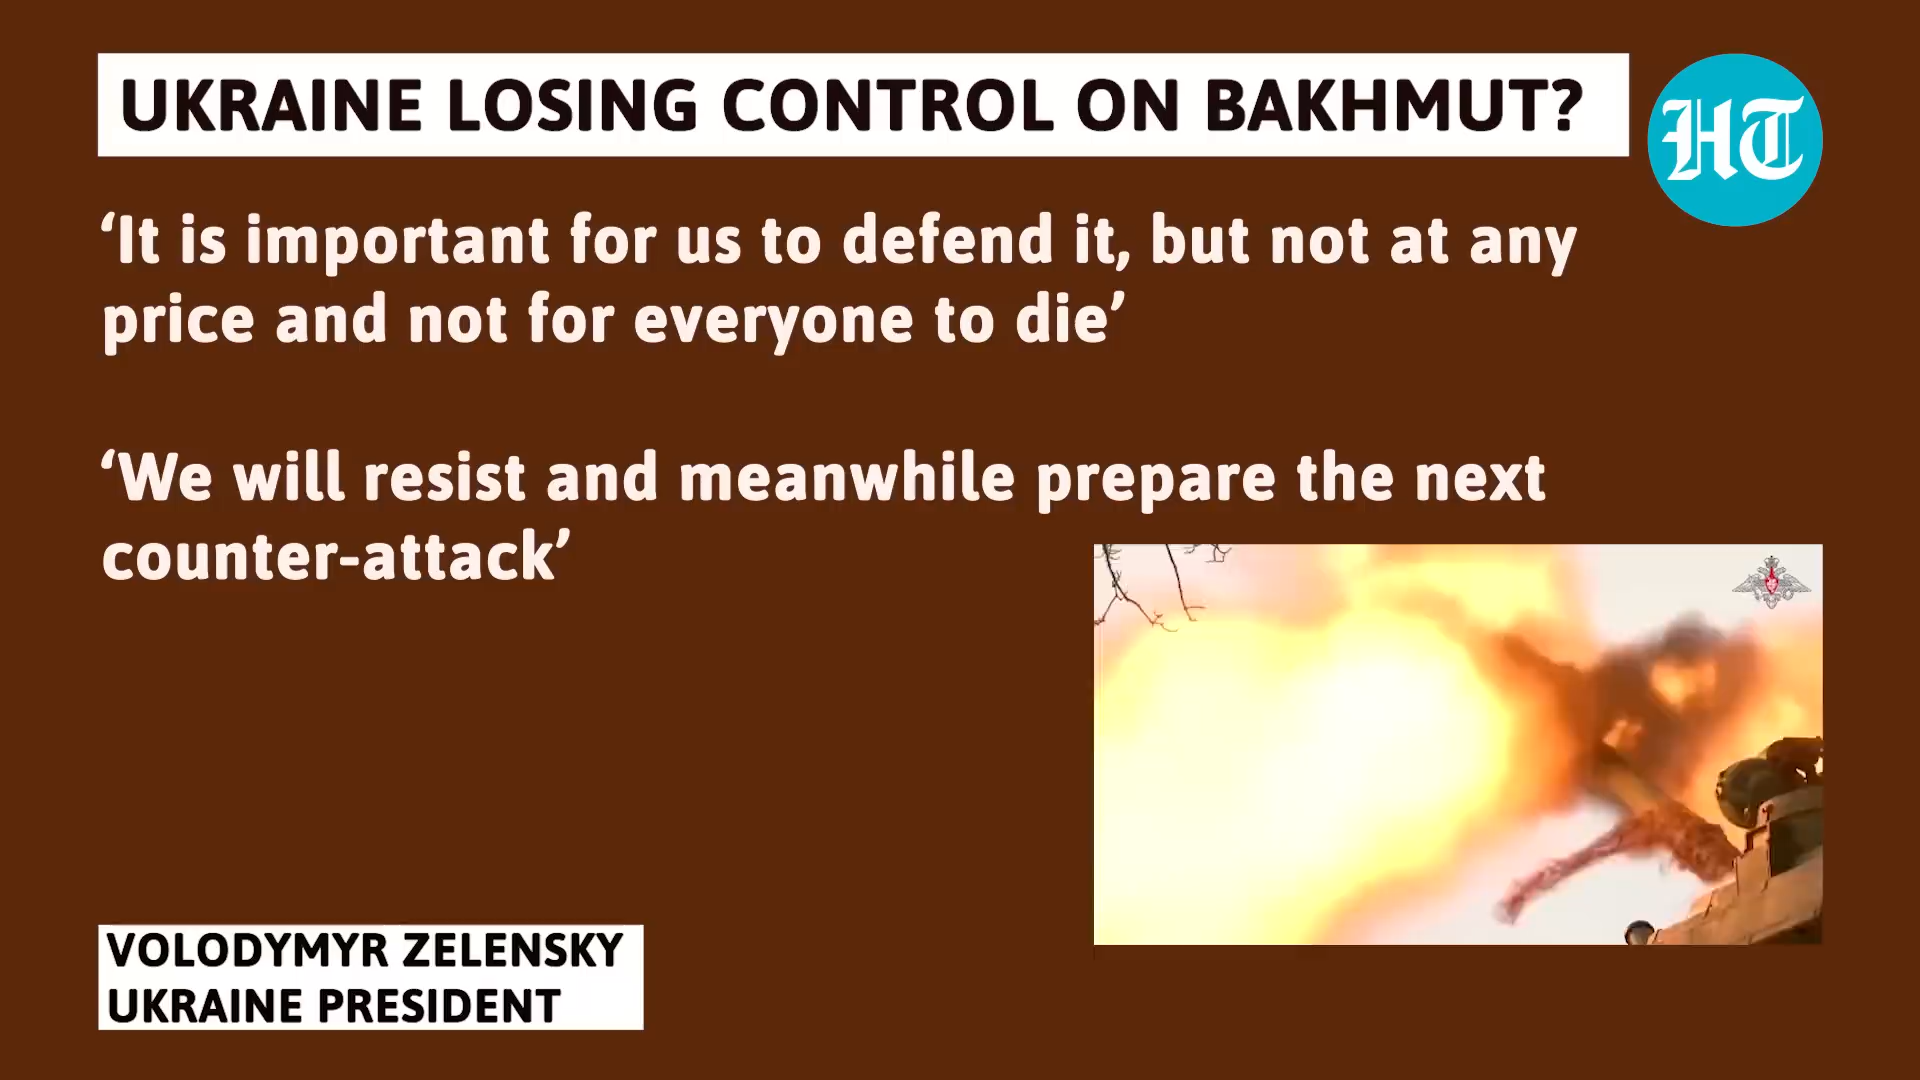 UKRAINE LOSING CONTROL ON BAKHMUT?
HT
‘It is important for us to defend it, but not at any
price and not for everyone to die’
‘We will resist and meanwhile prepare the next
counter-attack’
VOLODYMYR ZELENSKY
UKRAINE PRESIDENT